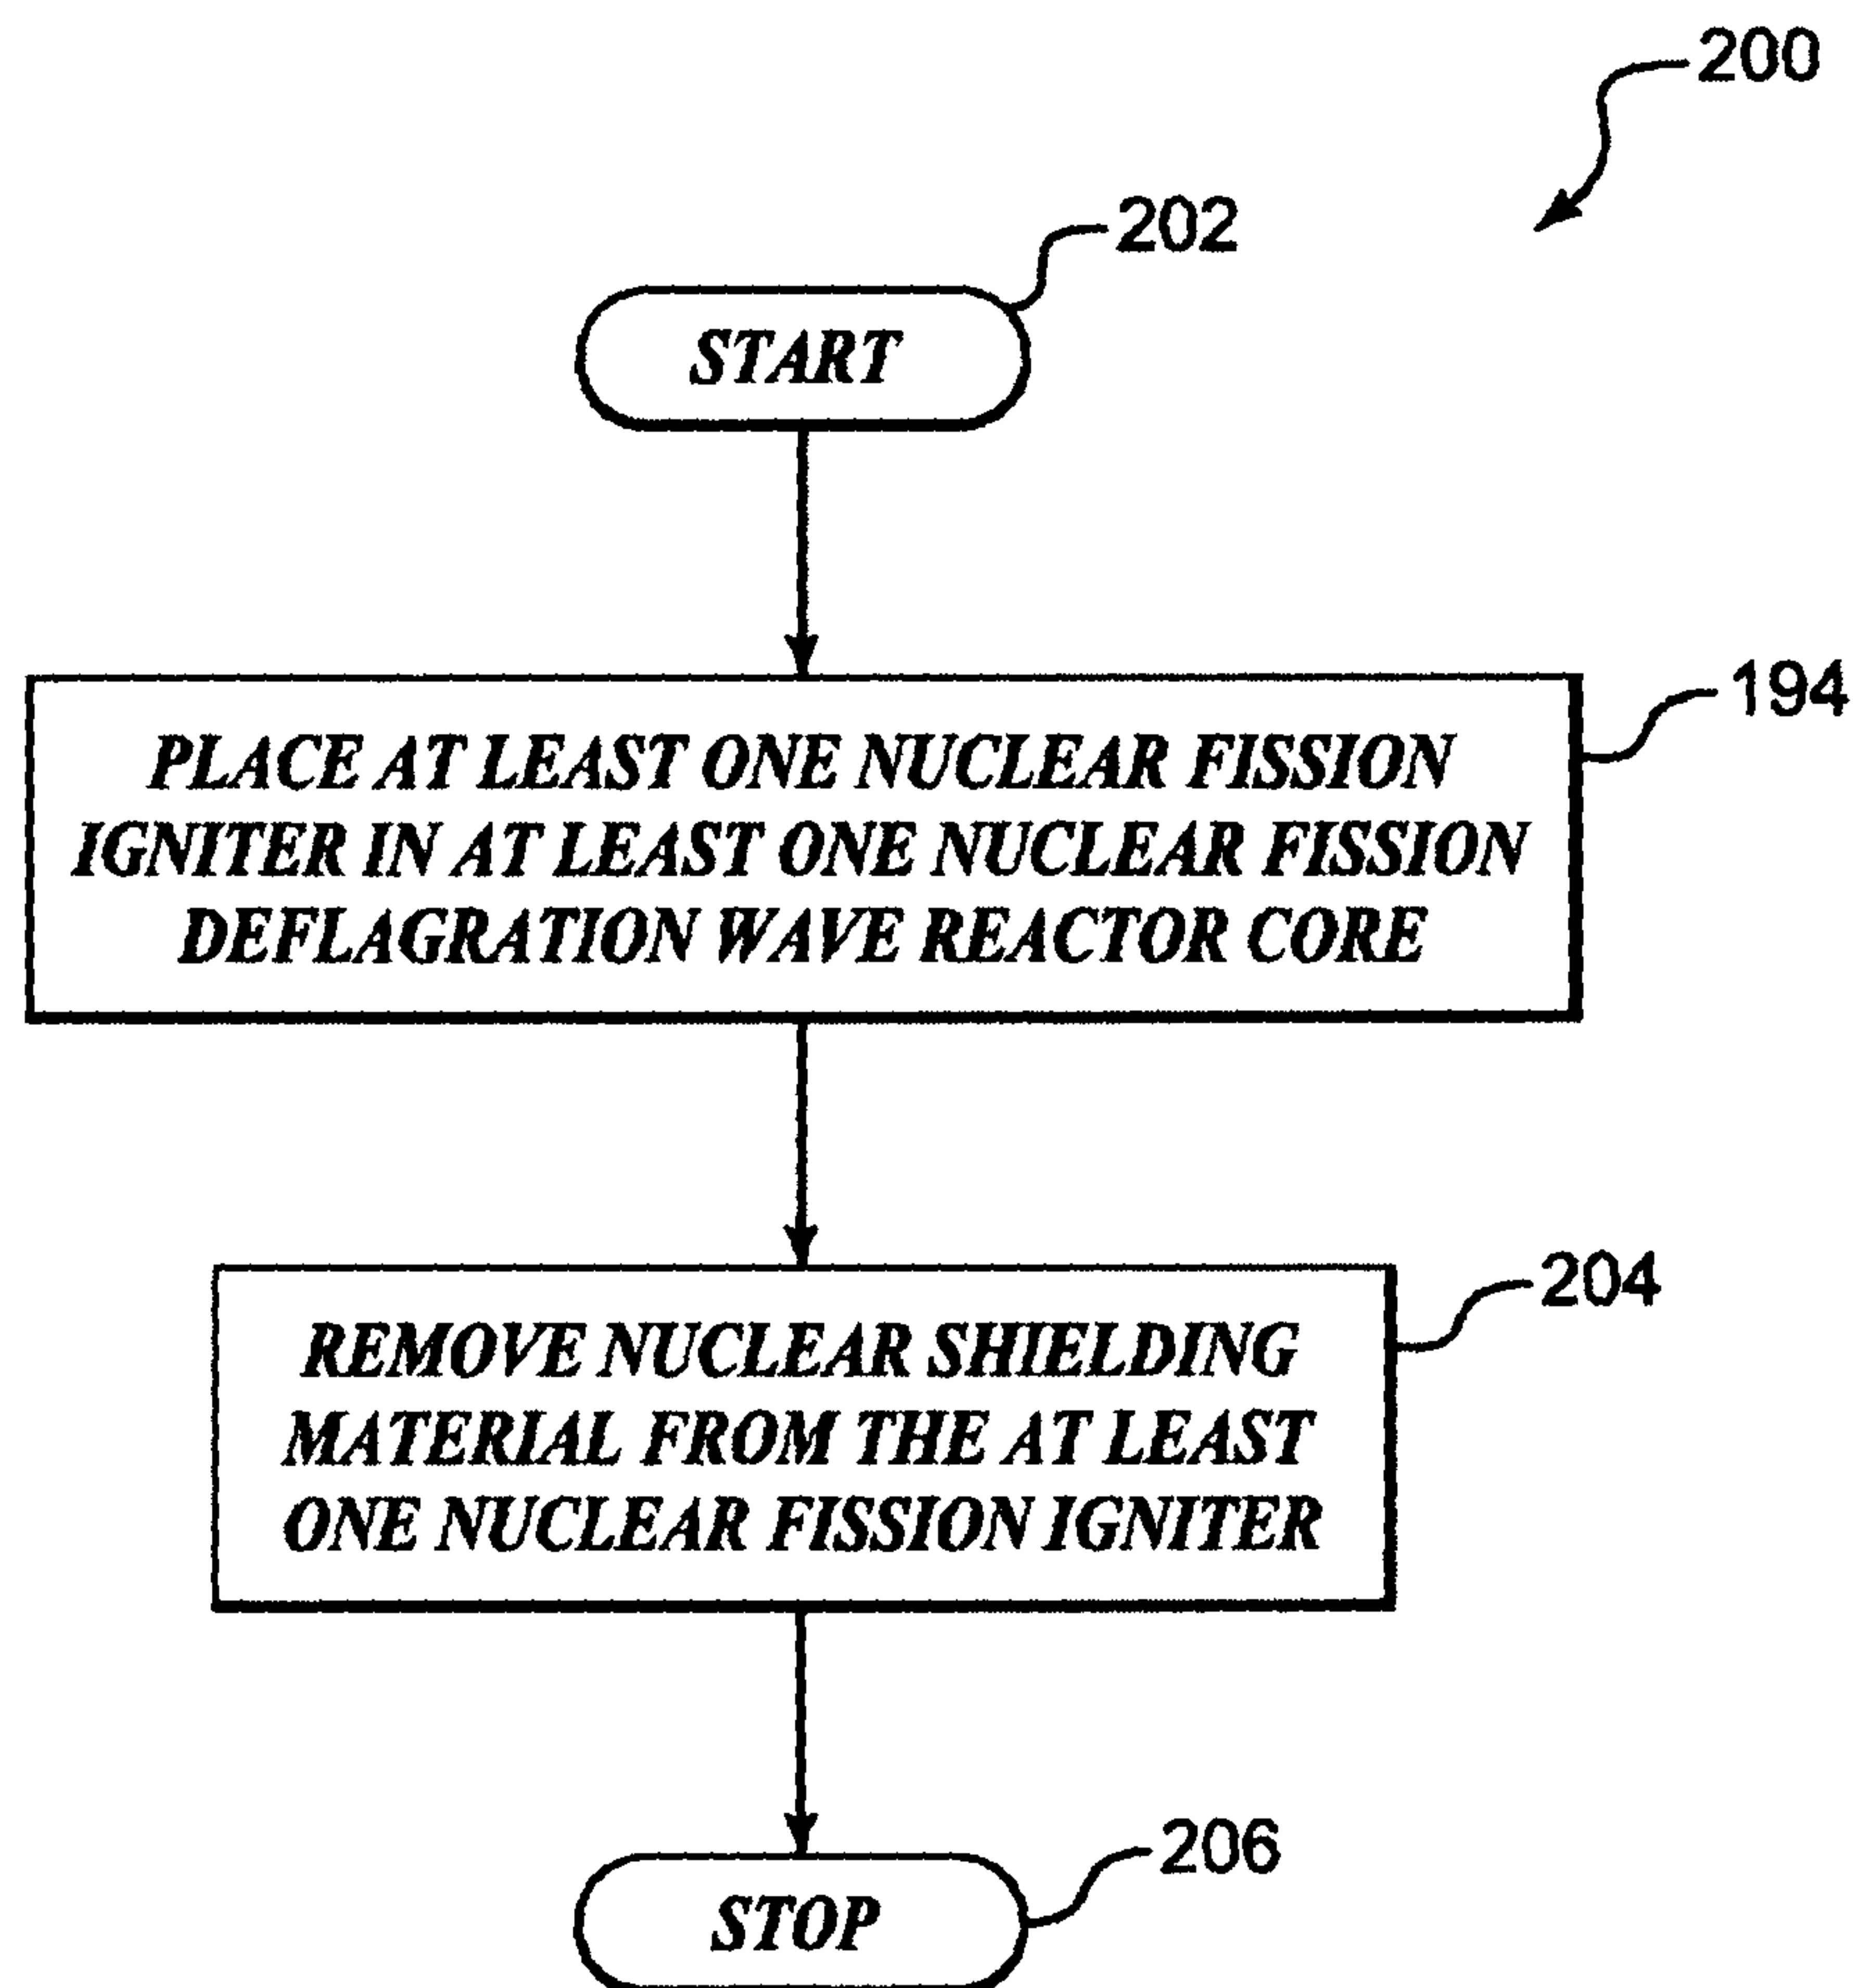 200
202
START
194
PLACE AT LEAST ONE NUCLEAR FISSION
IGNITER IN AT LEAST ONE NUCLEAR FISSION
DEFLAGRATION WAVE REACTOR CORE
204
REMOVE NUCLEAR SHIELDING
MATERIAL FROM THE AT LEAST
ONE NUCLEAR FISSION IGNITER
206
STOP